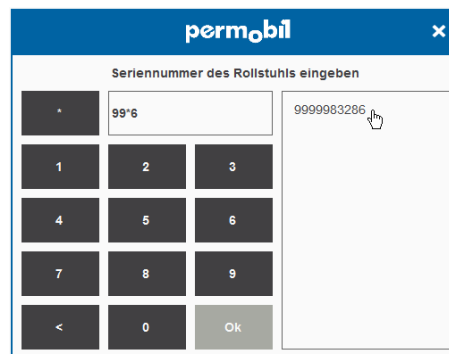 permobil
×
Seriennummer des Rollstuhls eingeben
* 99*6 9999983286
1 2 3
4 5 6
7 8 9
< 0 Ok